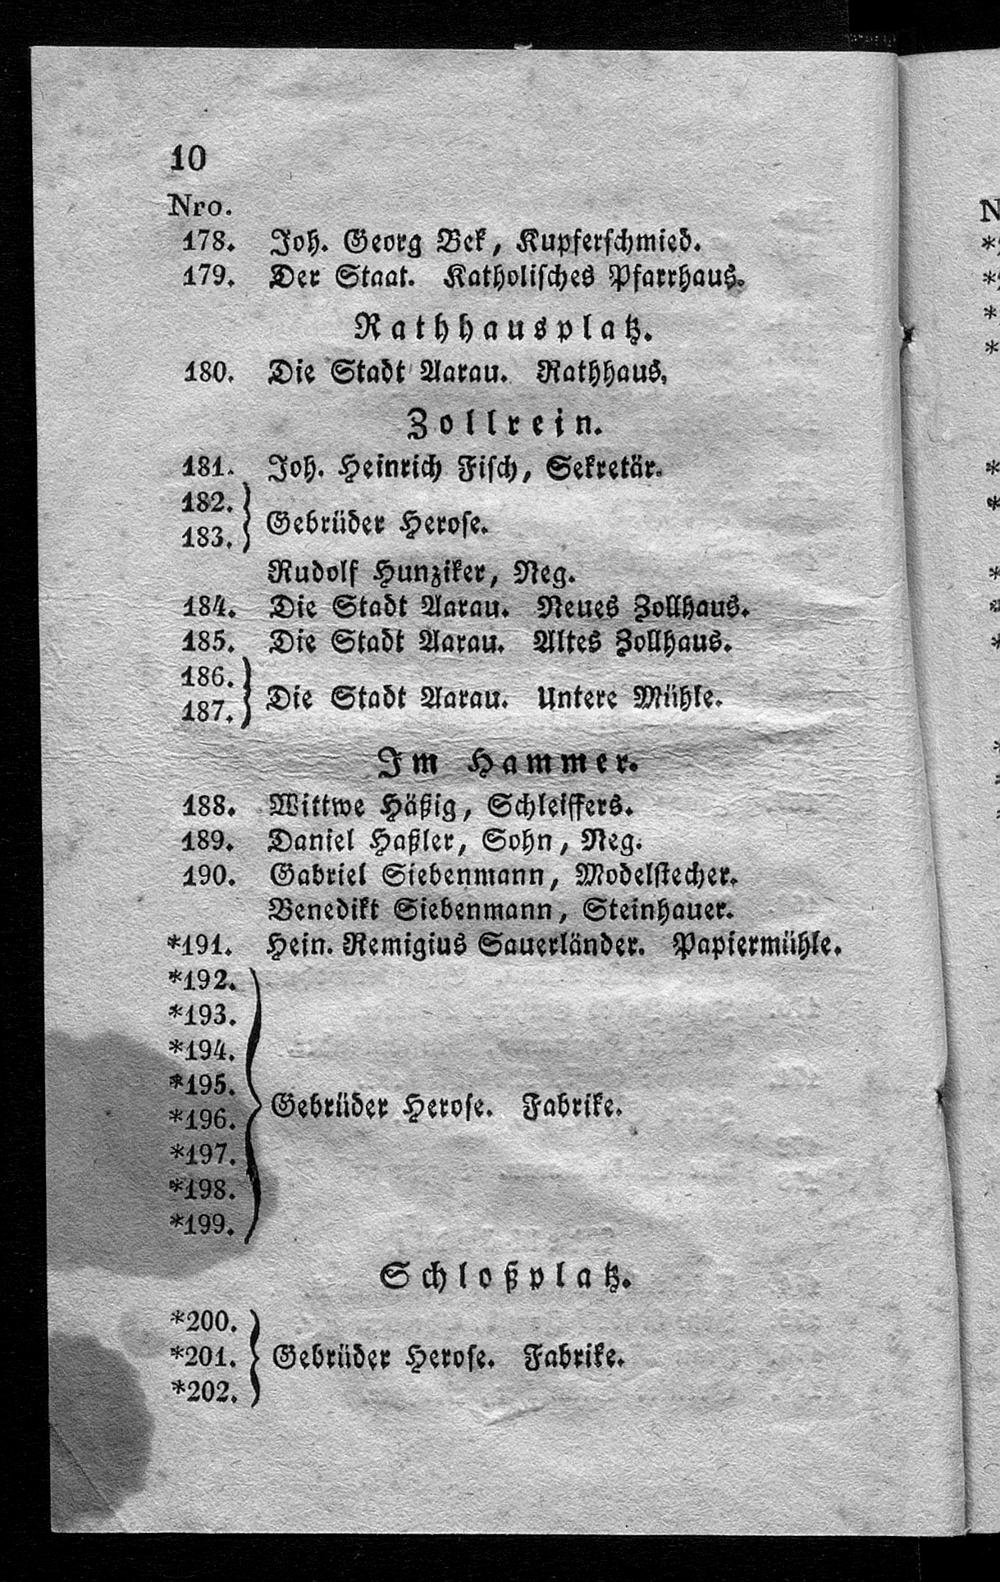 10
Nro.
178. Joh. Georg Bek, Kupferschmied.
179. Der Staat. Katholisches Pfarrhaus.
Rathhausplatz.
180. Die Stadt Aarau. Rathhaus.
Zollrein.
181. Joh. Heinrich Fisch, Sekretär.
182.
183. } Gebrüder Herose.
Rudolf Hunziker, Neg.
184. Die Stadt Aarau. Neues Zollhaus.
185. Die Stadt Aarau. Altes Zollhaus.
186.
187. } Die Stadt Aarau. Untere Mühle.
Im Hammer.
188. Wittwe Häßig, Schleiffers.
189. Daniel Haßler, Sohn, Neg.
190. Gabriel Siebenmann, Modelstecher.
Benedikt Siebenmann, Steinhauer.
*191. Hein. Remigius Sauerländer. Papiermühle.
*192.
*193.
*194.
*195.
*196. } Gebrüder Herose. Fabrike.
*197.
*198.
*199.
Schloßplatz.
*200.
*201. } Gebrüder Herose. Fabrike.
*202.